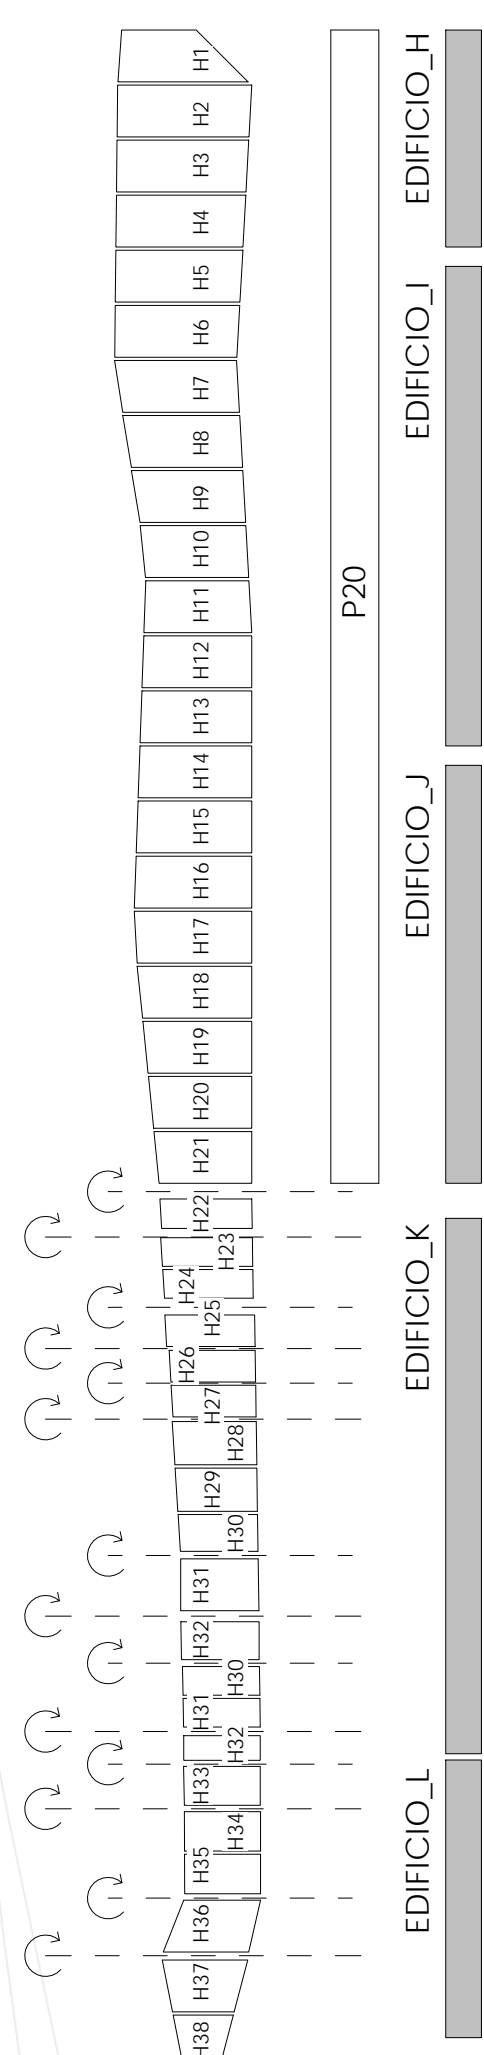 H1
H2
H3
H4
H5
H6
H7
H8
H9
H10
H11
H12
H13
H14
H15
H16
H17
H18
H19
H20
H21
H22
H23
H24
H25
H26
H27
H28
H29
H30
H31
H32
H30
H31
H32
H33
H34
H35
H36
H37
H38
P20
EDIFICIO_H
EDIFICIO_I
EDIFICIO_J
EDIFICIO_K
EDIFICIO_L